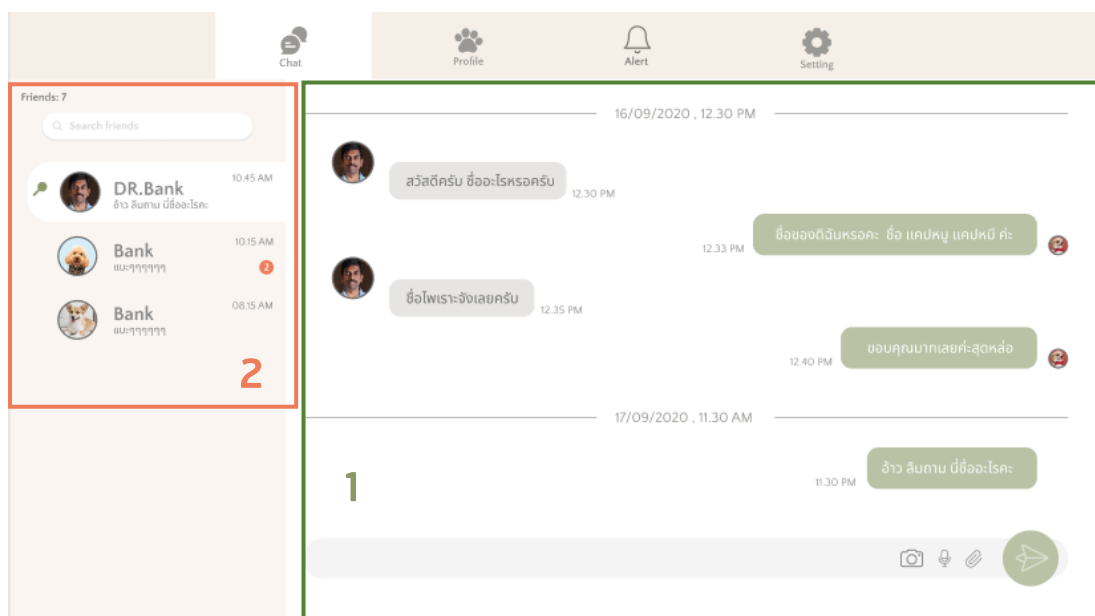 Chat
Profile
Alert
Setting
Friends: 7
Search friends
DR.Bank
10.45 AM
อ้าว ลืมถาม นี่ชื่ออะไรคะ
Bank
10.15 AM
แบะๆๆๆๆๆ
2
Bank
08.15 AM
แบะๆๆๆๆๆ
2
16/09/2020 , 12.30 PM
สวัสดีครับ ชื่ออะไรหรอครับ
12.30 PM
ชื่อของดิฉันหรอคะ ชื่อ แคปหมู แคปหมี ค่ะ
12.33 PM
ชื่อไพเราะจังเลยครับ
12.35 PM
ขอบคุณมากเลยค่ะสุดหล่อ
12.40 PM
17/09/2020 , 11.30 AM
อ้าว ลืมถาม นี่ชื่ออะไรคะ
11.30 PM
1